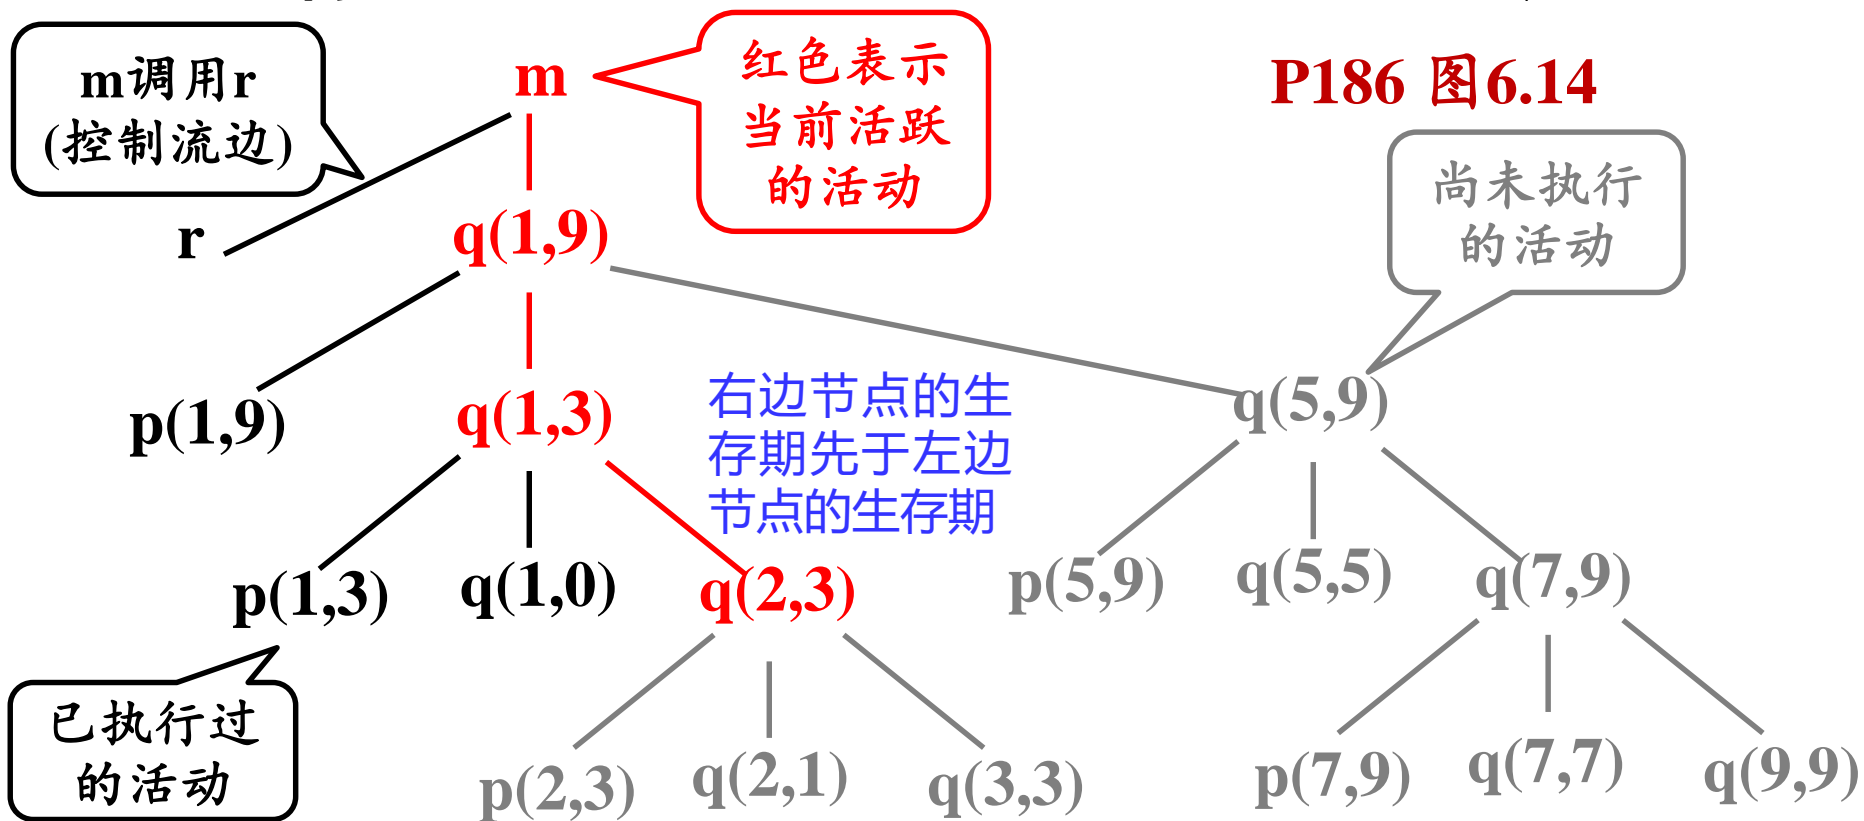 m调用r
(控制流边)
m
红色表示
当前活跃
的活动
P186 图6.14
尚未执行
的活动
r
q(1,9)
p(1,9)
q(1,3)
右边节点的生
存期先于左边
节点的生存期
q(5,9)
p(1,3)
q(1,0)
q(2,3)
p(5,9)
q(5,5)
q(7,9)
已执行过
的活动
p(2,3)
q(2,1)
q(3,3)
p(7,9)
q(7,7)
q(9,9)